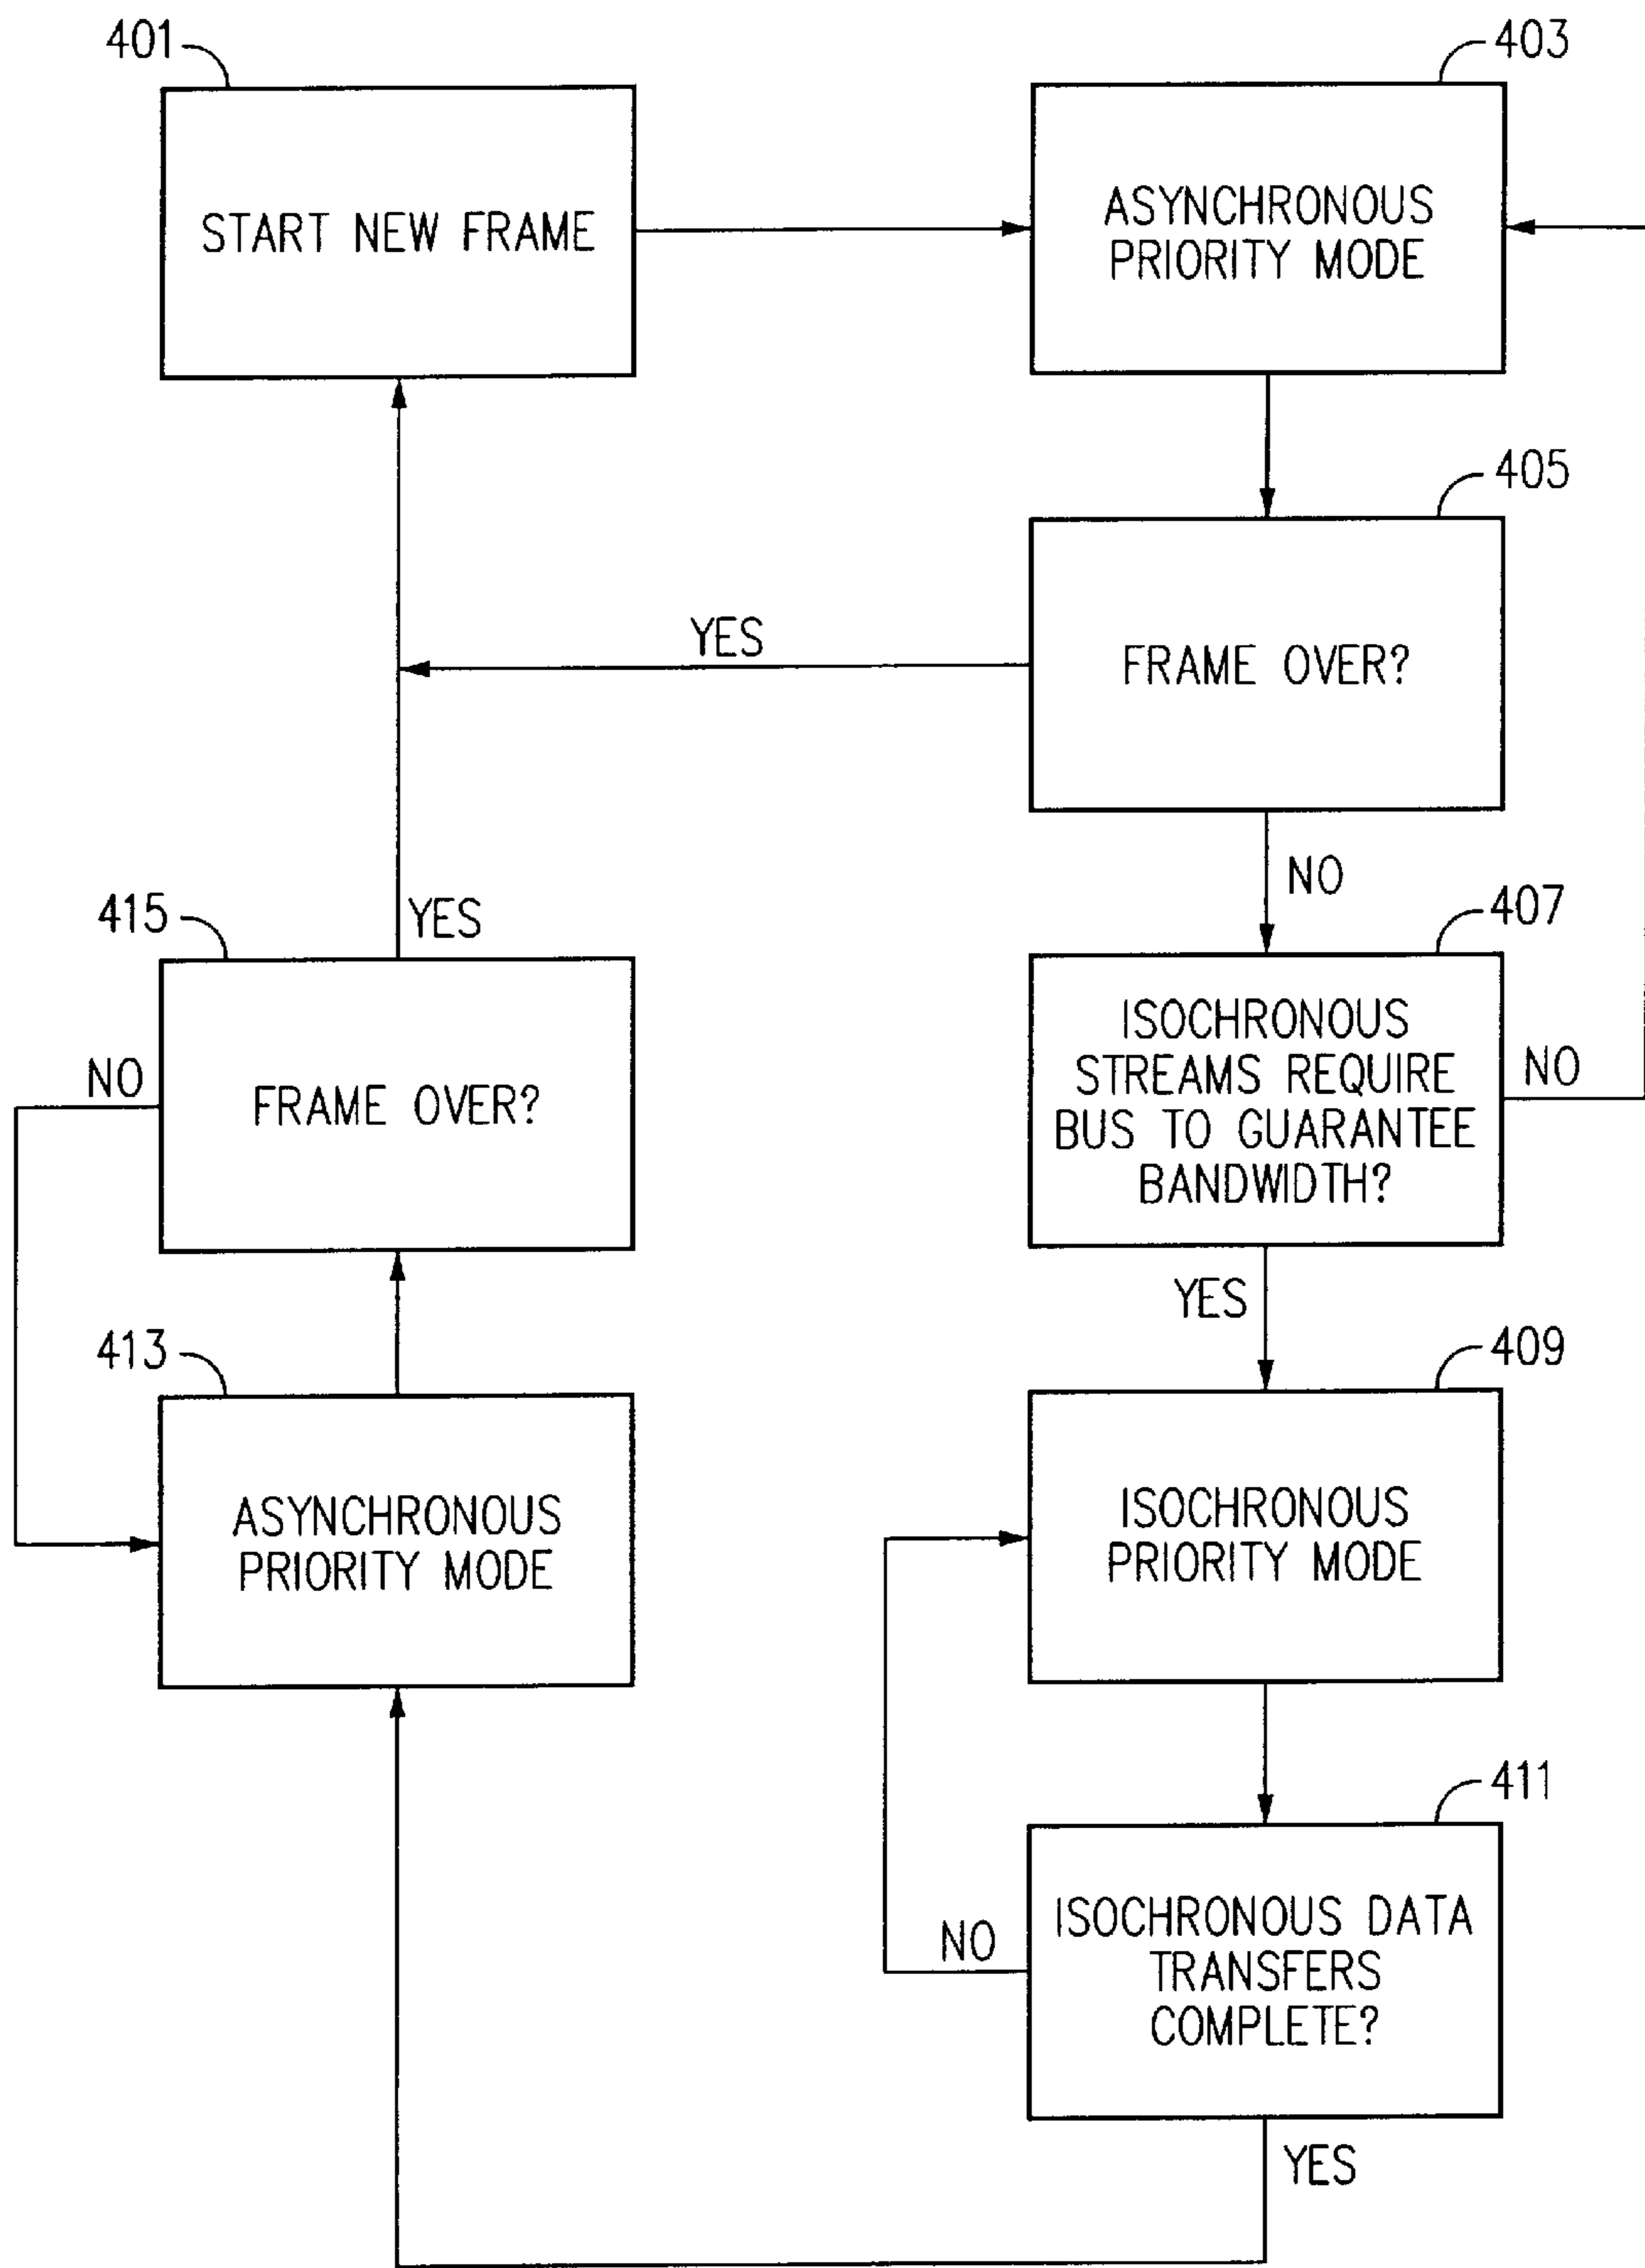 401
START NEW FRAME
403
ASYNCHRONOUS
PRIORITY MODE
405
FRAME OVER?
YES
NO
407
ISOCHRONOUS
STREAMS REQUIRE
BUS TO GUARANTEE
BANDWIDTH?
NO
YES
409
ISOCHRONOUS
PRIORITY MODE
411
ISOCHRONOUS DATA
TRANSFERS
COMPLETE?
NO
YES
413
ASYNCHRONOUS
PRIORITY MODE
415
FRAME OVER?
NO
YES